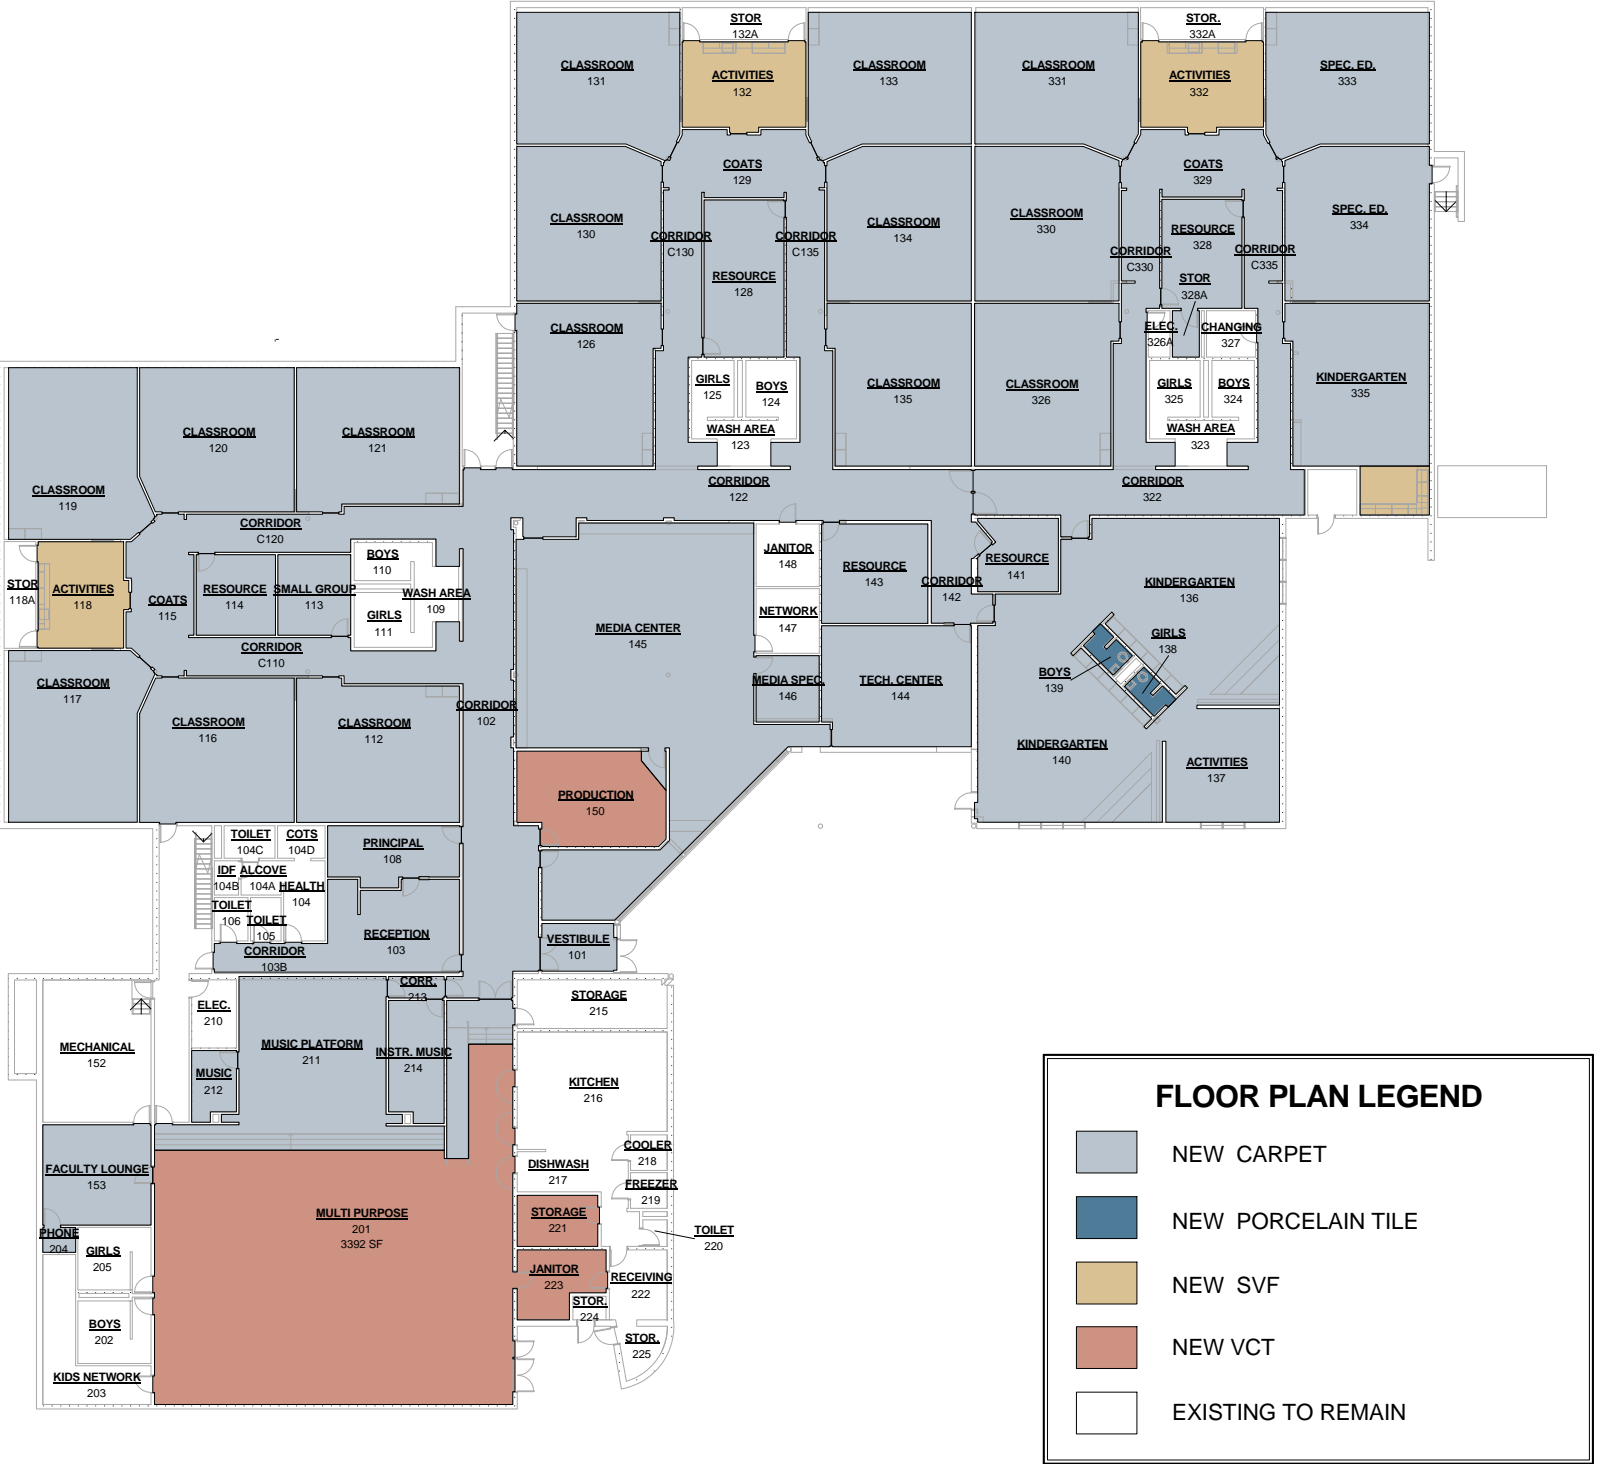 STOR
132A
STOR.
332A
CLASSROOM
131
ACTIVITIES
132
CLASSROOM
133
CLASSROOM
331
ACTIVITIES
332
SPEC. ED.
333
COATS
129
COATS
329
CLASSROOM
130
CORRIDOR
C130
RESOURCE
128
CORRIDOR
C135
CLASSROOM
134
CLASSROOM
330
CORRIDOR
C330
RESOURCE
328
STOR
328A
CORRIDOR
C335
SPEC. ED.
334
CLASSROOM
126
ELEC.
326A
CHANGING
327
GIRLS
125
BOYS
124
WASH AREA
123
CLASSROOM
135
CLASSROOM
326
GIRLS
325
BOYS
324
WASH AREA
323
KINDERGARTEN
335
CLASSROOM
120
CLASSROOM
121
CLASSROOM
119
CORRIDOR
122
CORRIDOR
322
CORRIDOR
C120
BOYS
110
STOR
118A
ACTIVITIES
118
COATS
115
RESOURCE
114
SMALL GROUP
113
GIRLS
111
WASH AREA
109
JANITOR
148
RESOURCE
143
CORRIDOR
142
RESOURCE
141
KINDERGARTEN
136
NETWORK
147
MEDIA CENTER
145
GIRLS
138
CORRIDOR
C110
BOYS
139
CLASSROOM
117
MEDIA SPEC.
146
TECH. CENTER
144
CLASSROOM
116
CLASSROOM
112
CORRIDOR
102
KINDERGARTEN
140
ACTIVITIES
137
PRODUCTION
150
TOILET
104C
COTS
104D
PRINCIPAL
108
IDF
104B
ALCOVE
104A
HEALTH
104
TOILET
106
TOILET
105
RECEPTION
103
CORRIDOR
103B
VESTIBULE
101
CORR.
213
STORAGE
215
ELEC.
210
MECHANICAL
152
MUSIC PLATFORM
211
INSTR. MUSIC
214
MUSIC
212
KITCHEN
216
COOLER
218
DISHWASH
217
FREEZER
219
FACULTY LOUNGE
153
MULTI PURPOSE
201
3392 SF
STORAGE
221
TOILET
220
PHONE
204
GIRLS
205
JANITOR
223
RECEIVING
222
STOR.
224
BOYS
202
STOR.
225
KIDS NETWORK
203
FLOOR PLAN LEGEND
NEW CARPET
NEW PORCELAIN TILE
NEW SVF
NEW VCT
EXISTING TO REMAIN